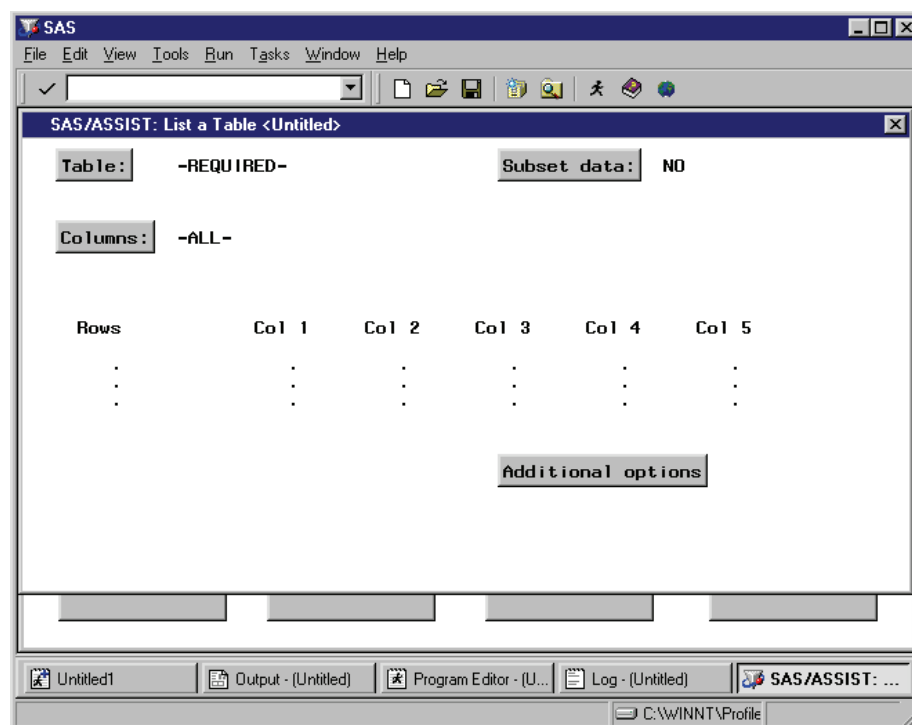 SAS
File Edit View Tools Run Tasks Window Help
SAS/ASSIST: List a Table <Untitled>
Table: -REQUIRED- Subset data: NO
Columns: -ALL-
Rows Col 1 Col 2 Col 3 Col 4 Col 5
. . . . . .
. . . . . .
. . . . . .
Additional options
Untitled1 Output - (Untitled) Program Editor - (U... Log - (Untitled) SAS/ASSIST: ...
C:\WINNT\Profile